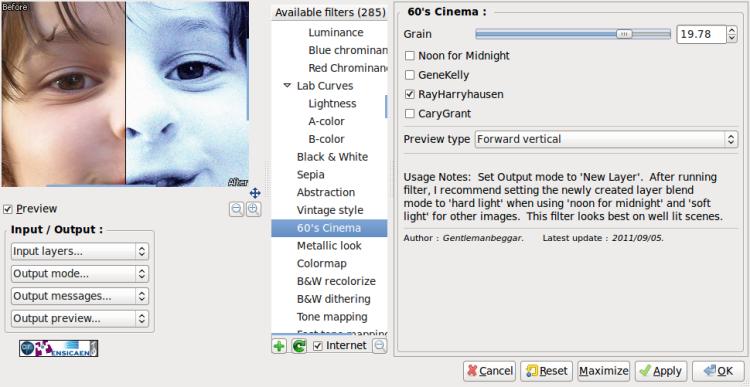 Before
After
Preview
Input / Output :
Input layers...
Output mode...
Output messages...
Output preview...
ENSICAEN
Available filters (285)
Luminance
Blue chrominan
Red Chrominan
Lab Curves
Lightness
A-color
B-color
Black & White
Sepia
Abstraction
Vintage style
60's Cinema
Metallic look
Colormap
B&W recolorize
B&W dithering
Tone mapping
Internet
60's Cinema :
Grain
19.78
Noon for Midnight
GeneKelly
RayHarryhausen
CaryGrant
Preview type
Forward vertical
Usage Notes: Set Output mode to 'New Layer'. After running
filter, I recommend setting the newly created layer blend
mode to 'hard light' when using 'noon for midnight' and 'soft
light' for other images. This filter looks best on well lit scenes.
Author : Gentlemanbeggar. Latest update : 2011/09/05.
Cancel
Reset
Maximize
Apply
OK